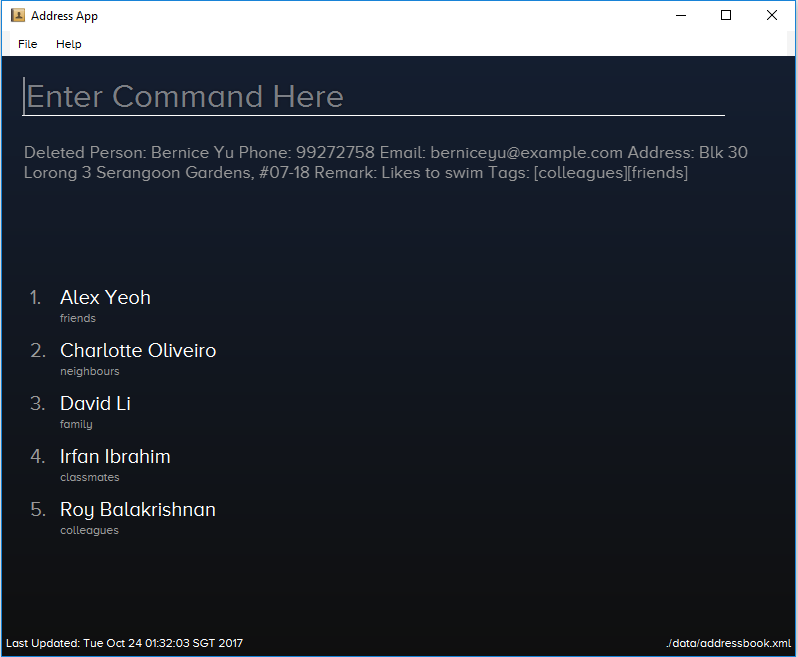 Address App
File Help
Enter Command Here
Deleted Person: Bernice Yu Phone: 99272758 Email: berniceyu@example.com Address: Blk 30
Lorong 3 Serangoon Gardens, #07-18 Remark: Likes to swim Tags: [colleagues][friends]
1. Alex Yeoh
friends
2. Charlotte Oliveiro
neighbours
3. David Li
family
4. Irfan Ibrahim
classmates
5. Roy Balakrishnan
colleagues
Last Updated: Tue Oct 24 01:32:03 SGT 2017 ./data/addressbook.xml